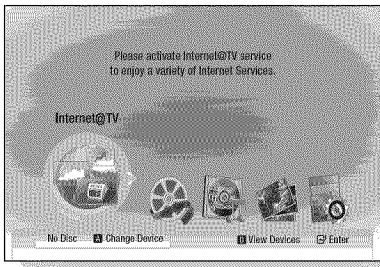 Please activate Internet@TV service
to enjoy a variety of Internet Services.
Internet@TV
No Disc A Change Device D View Devices Enter